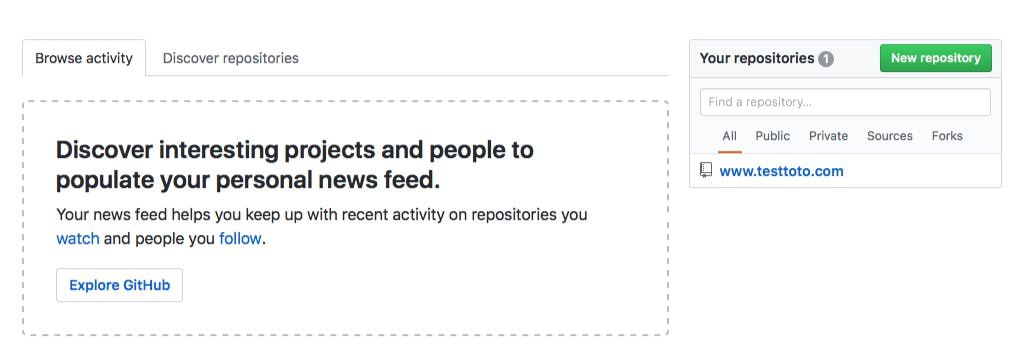 Browse activity
Discover repositories
Discover interesting projects and people to
populate your personal news feed.
Your news feed helps you keep up with recent activity on repositories you
watch and people you follow.
Explore GitHub
Your repositories 1
New repository
Find a repository...
All Public Private Sources Forks
www.testtoto.com